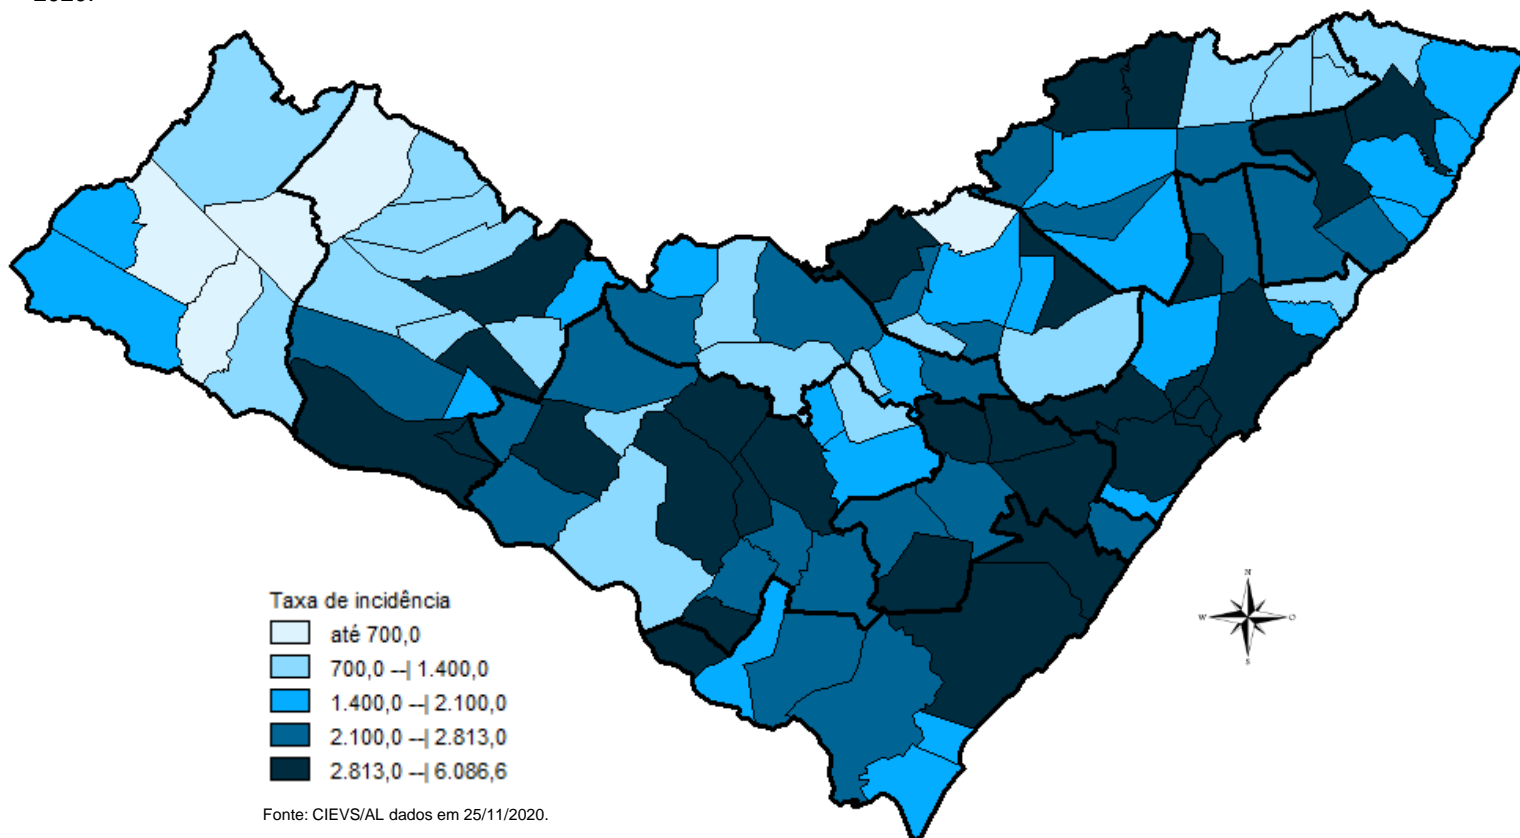 2020.
N
W
O
S
Taxa de incidência
até 700,0
700,0 --| 1.400,0
1.400,0 --| 2.100,0
2.100,0 --| 2.813,0
2.813,0 --| 6.086,6
Fonte: CIEVS/AL dados em 25/11/2020.